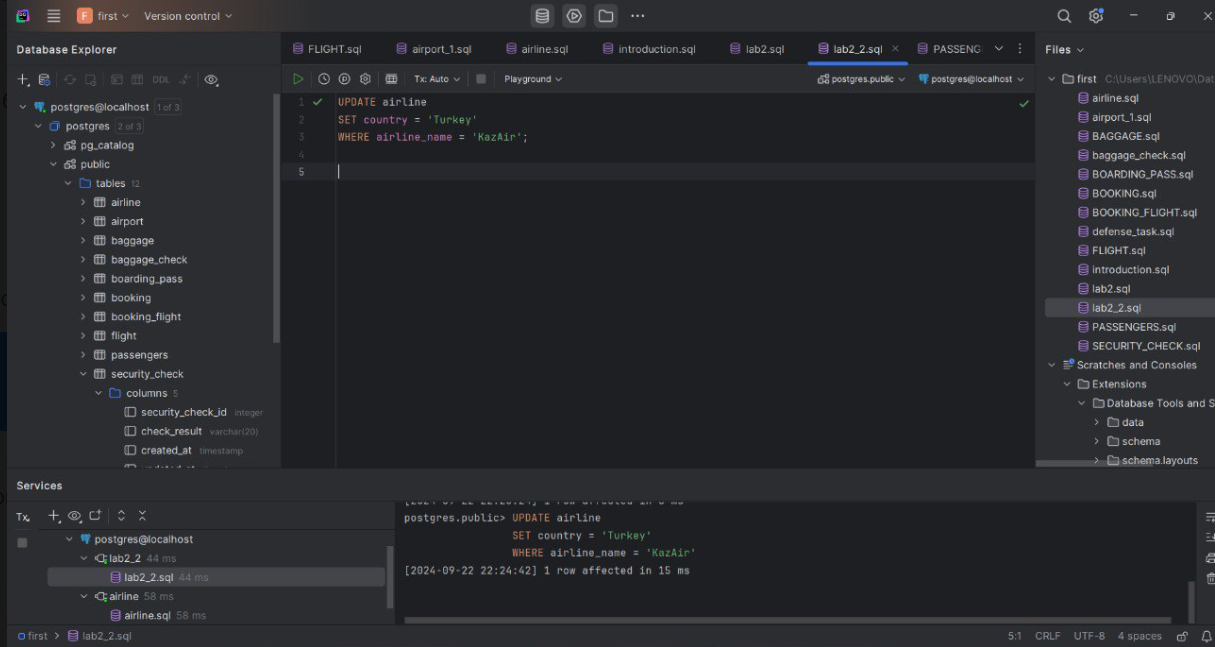 F first Version control
Database Explorer
FLIGHT.sql airport_1.sql airline.sql introduction.sql lab2.sql lab2_2.sql PASSENG
Files
DDL
Tx: Auto Playground postgres.public postgres@localhost
postgres@localhost 1 of 3
postgres 2 of 3
pg_catalog
public
tables 12
airline
airport
baggage
baggage_check
boarding_pass
booking
booking_flight
flight
passengers
security_check
columns 5
security_check_id integer
check_result varchar(20)
created_at timestamp
1 UPDATE airline
2 SET country = 'Turkey'
3 WHERE airline_name = 'KazAir';
4
5
first C:\Users\LENOVO\Dat
airline.sql
airport_1.sql
BAGGAGE.sql
baggage_check.sql
BOARDING_PASS.sql
BOOKING.sql
BOOKING_FLIGHT.sql
defense_task.sql
FLIGHT.sql
introduction.sql
lab2.sql
lab2_2.sql
PASSENGERS.sql
SECURITY_CHECK.sql
Scratches and Consoles
Extensions
Database Tools and S
data
schema
schema.layouts
Services
Tx
postgres@localhost
lab2_2 44 ms
lab2_2.sql 44 ms
airline 58 ms
airline.sql 58 ms
postgres.public> UPDATE airline
SET country = 'Turkey'
WHERE airline_name = 'KazAir'
[2024-09-22 22:24:42] 1 row affected in 15 ms
first > lab2_2.sql
5:1 CRLF UTF-8 4 spaces